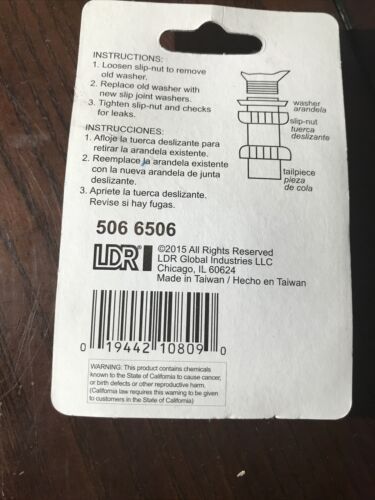 INSTRUCTIONS:
1. Loosen slip-nut to remove
old washer.
2. Replace old washer with
new slip joint washers.
3. Tighten slip-nut and checks
for leaks.
INSTRUCCIONES:
1. Afloje la tuerca deslizante para
retirar la arandela existente.
2. Reemplace la arandela existente
con la nueva arandela de junta
deslizante.
3. Apriete la tuerca deslizante.
Revise si hay fugas.
washer
arandela
slip-nut
tuerca
deslizante
tailpiece
pieza
de cola
506 6506
LDR
©2015 All Rights Reserved
LDR Global Industries LLC
Chicago, IL 60624
Made in Taiwan / Hecho en Taiwan
0 19442 10809 0
WARNING: This product contains chemicals
known to the State of California to cause cancer,
or birth defects or other reproductive harm.
(California law requires this warning to be given
to customers in the State of California)